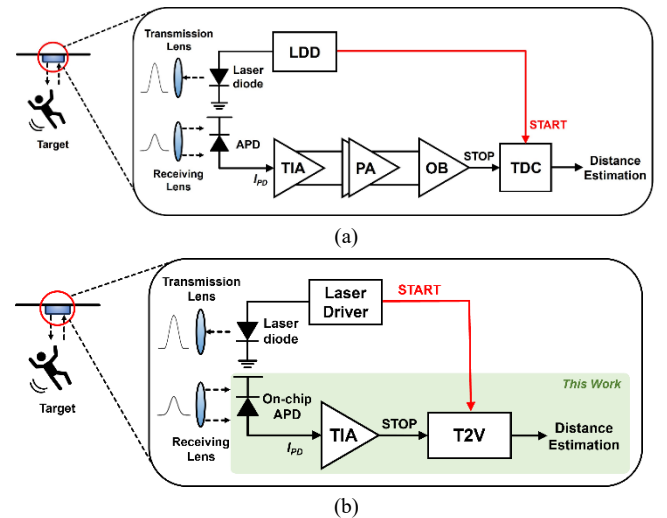 (a)
Transmission
Lens
LDD
Laser
diode
START
Target
APD
Receiving
Lens
I_PD
TIA
PA
OB
STOP
TDC
Distance
Estimation
(a)
(b)
Transmission
Lens
Laser
Driver
START
Laser
diode
This Work
Target
On-chip
APD
Receiving
Lens
I_PD
TIA
STOP
T2V
Distance
Estimation
(b)